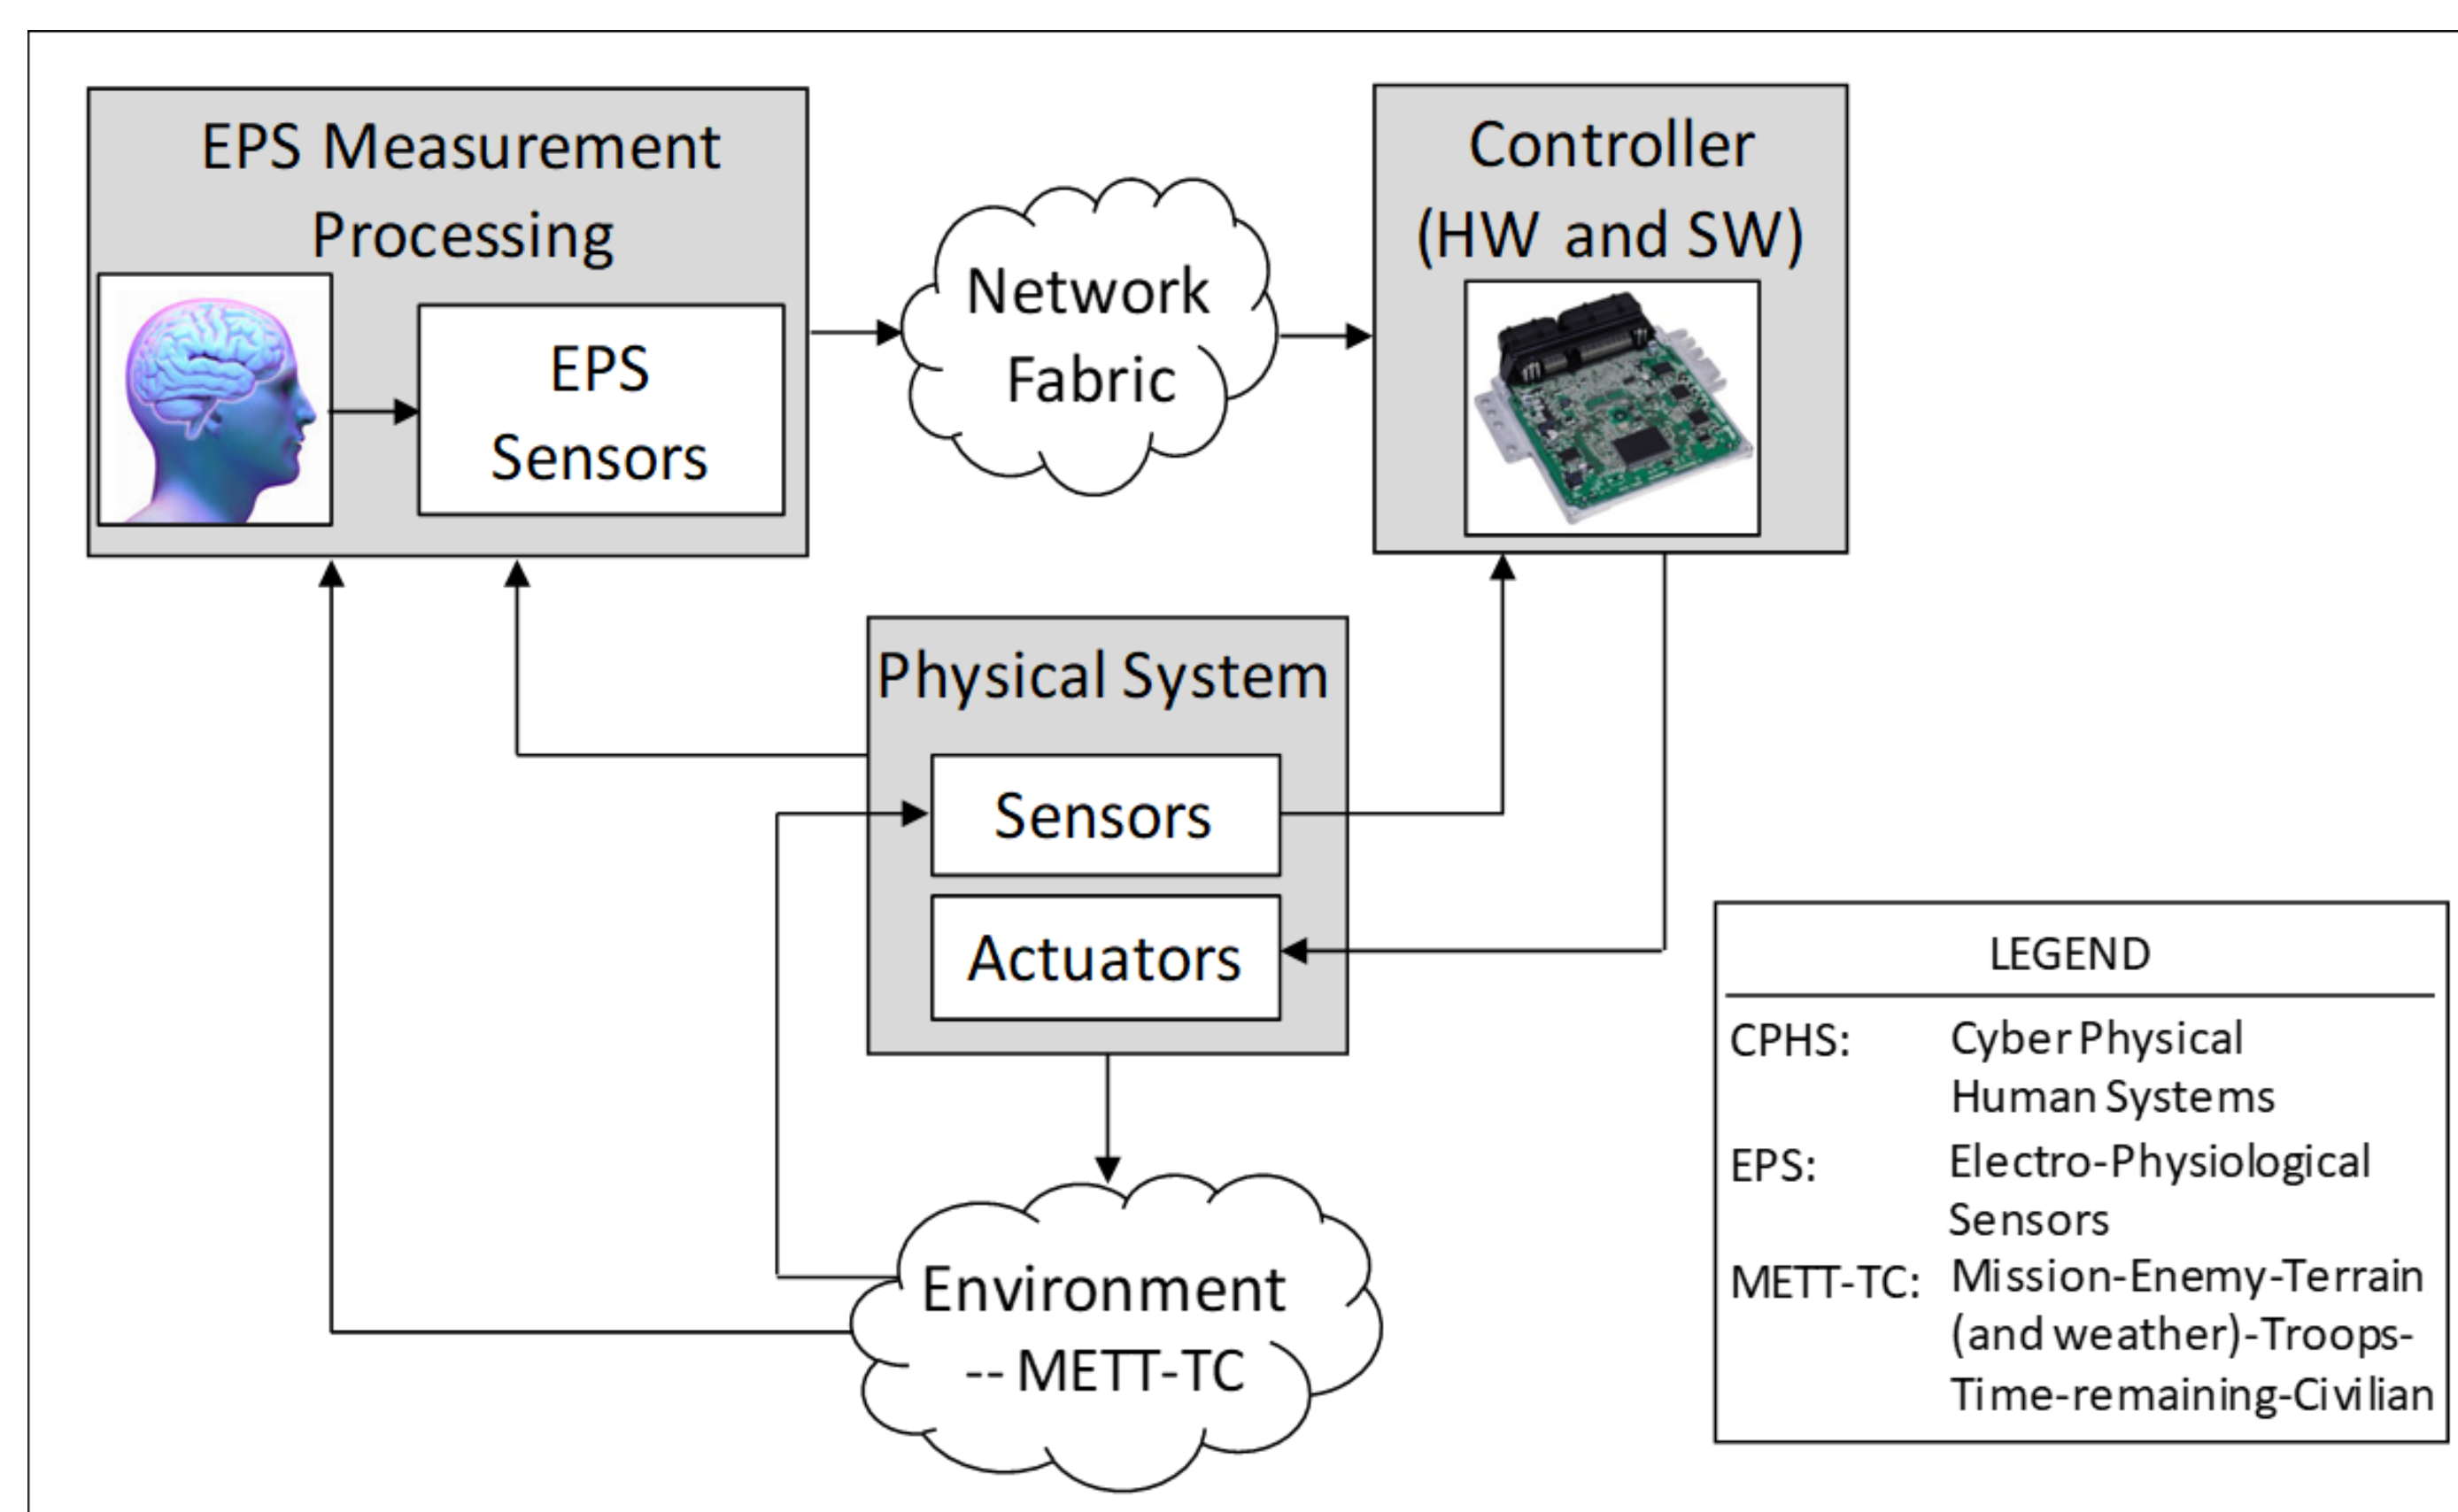 EPS Measurement
Processing
EPS
Sensors
Network
Fabric
Controller
(HW and SW)
Physical System
Sensors
Actuators
Environment
-- METT-TC
LEGEND
CPHS: Cyber Physical
Human Systems
EPS: Electro-Physiological
Sensors
METT-TC: Mission-Enemy-Terrain
(and weather)-Troops-
Time-remaining-Civilian